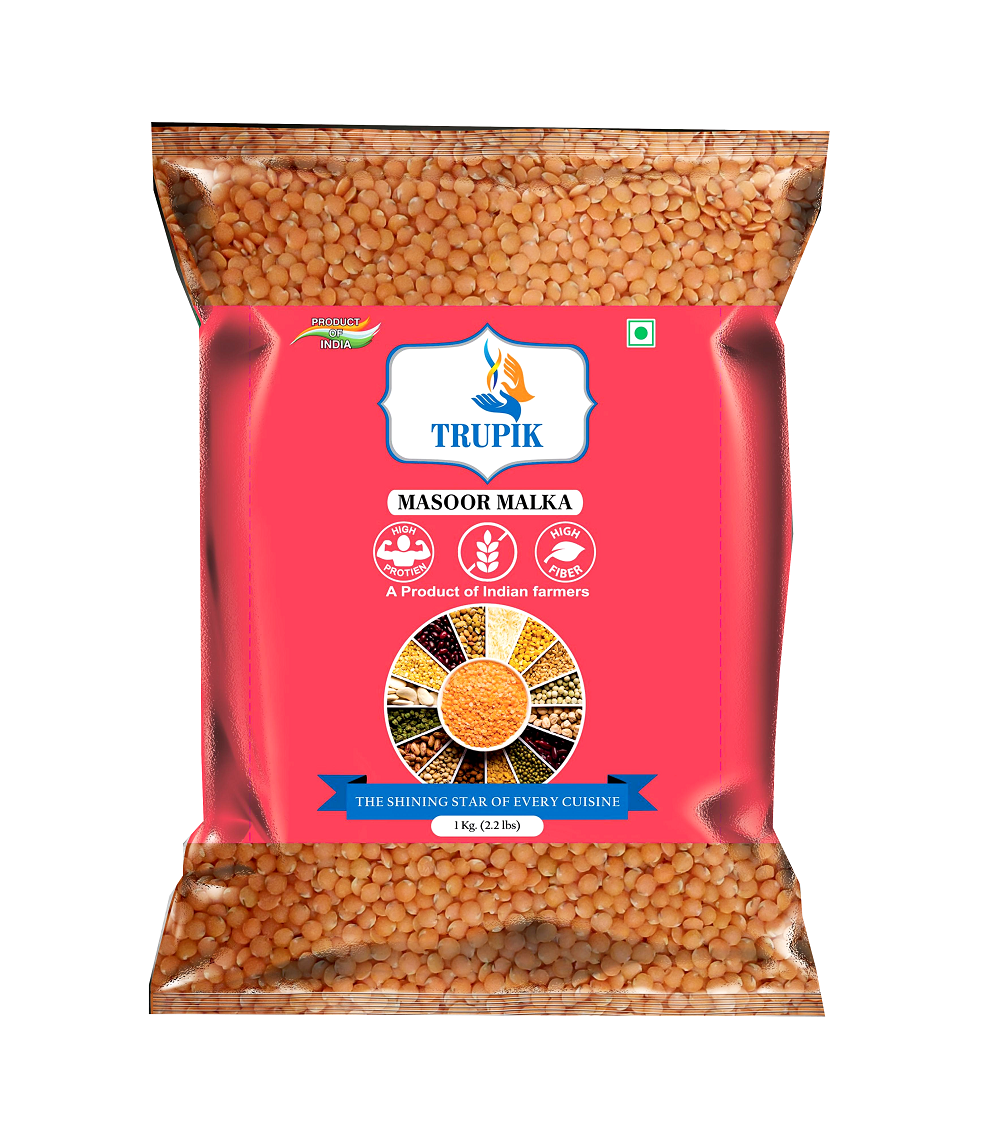 PRODUCT
OF
INDIA
TRUPIK
MASOOR MALKA
HIGH
PROTIEN
HIGH
FIBER
A Product of Indian farmers
THE SHINING STAR OF EVERY CUISINE
1 Kg. (2.2 lbs)